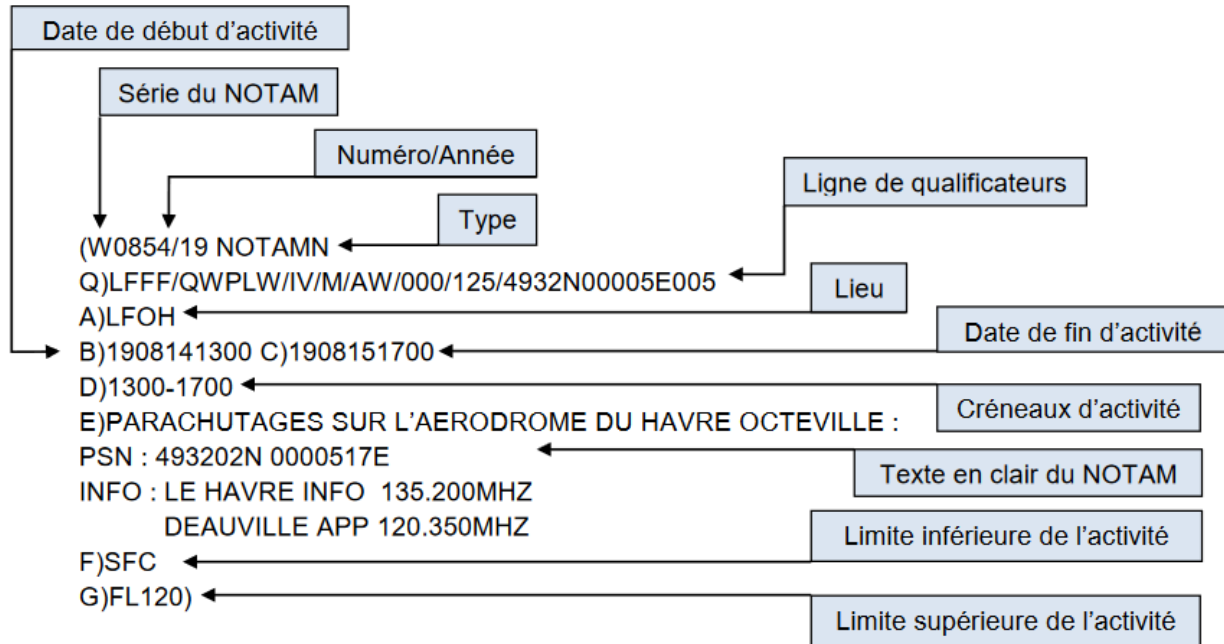 Date de début d'activité
Série du NOTAM
Numéro/Année
Ligne de qualificateurs
Type
(W0854/19 NOTAMN
Q)LFFF/QWPLW/IV/M/AW/000/125/4932N00005E005
Lieu
A)LFOH
Date de fin d'activité
B)1908141300 C)1908151700
D)1300-1700
Créneaux d'activité
E)PARACHUTAGES SUR L'AERODROME DU HAVRE OCTEVILLE :
PSN : 493202N 0000517E
Texte en clair du NOTAM
INFO : LE HAVRE INFO 135.200MHZ
DEAUVILLE APP 120.350MHZ
Limite inférieure de l'activité
F)SFC
G)FL120)
Limite supérieure de l'activité